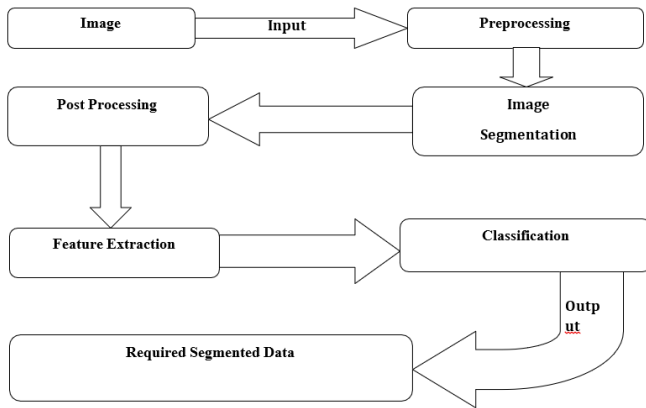 Image
Input
Preprocessing
Post Processing
Image
Segmentation
Feature Extraction
Classification
Outp
ut
Required Segmented Data